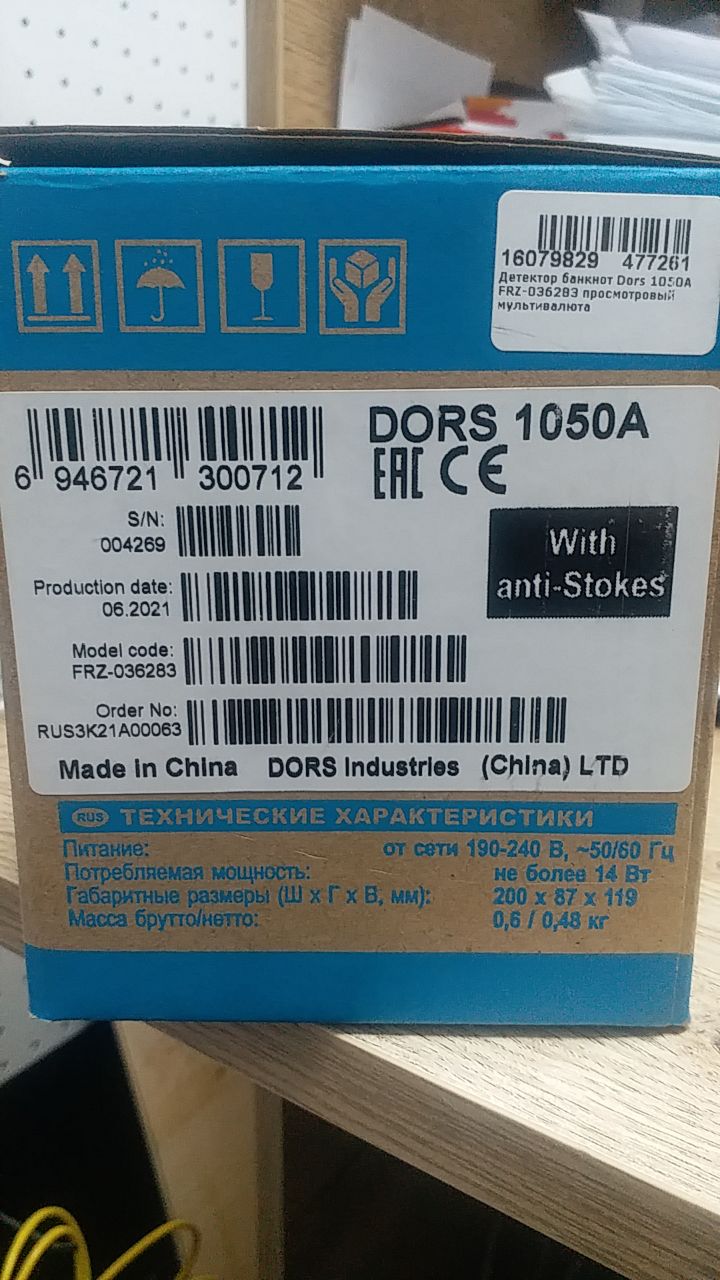 16079829 477261
Детектор банкнот Dors 1050A
FRZ-036283 просмотровый
мультивалюта
DORS 1050A
EAC CE
6 946721 300712
S/N:
004269
With
anti-Stokes
Production date:
06.2021
Model code:
FRZ-036283
Order No:
RUS3K21A00063
Made in China DORS Industries (China) LTD
RUS ТЕХНИЧЕСКИЕ ХАРАКТЕРИСТИКИ
Питание: от сети 190-240 В, ~50/60 Гц
Потребляемая мощность: не более 14 Вт
Габаритные размеры (Ш х Г х В, мм): 200 х 87 х 119
Масса брутто/нетто: 0,6 / 0,48 кг